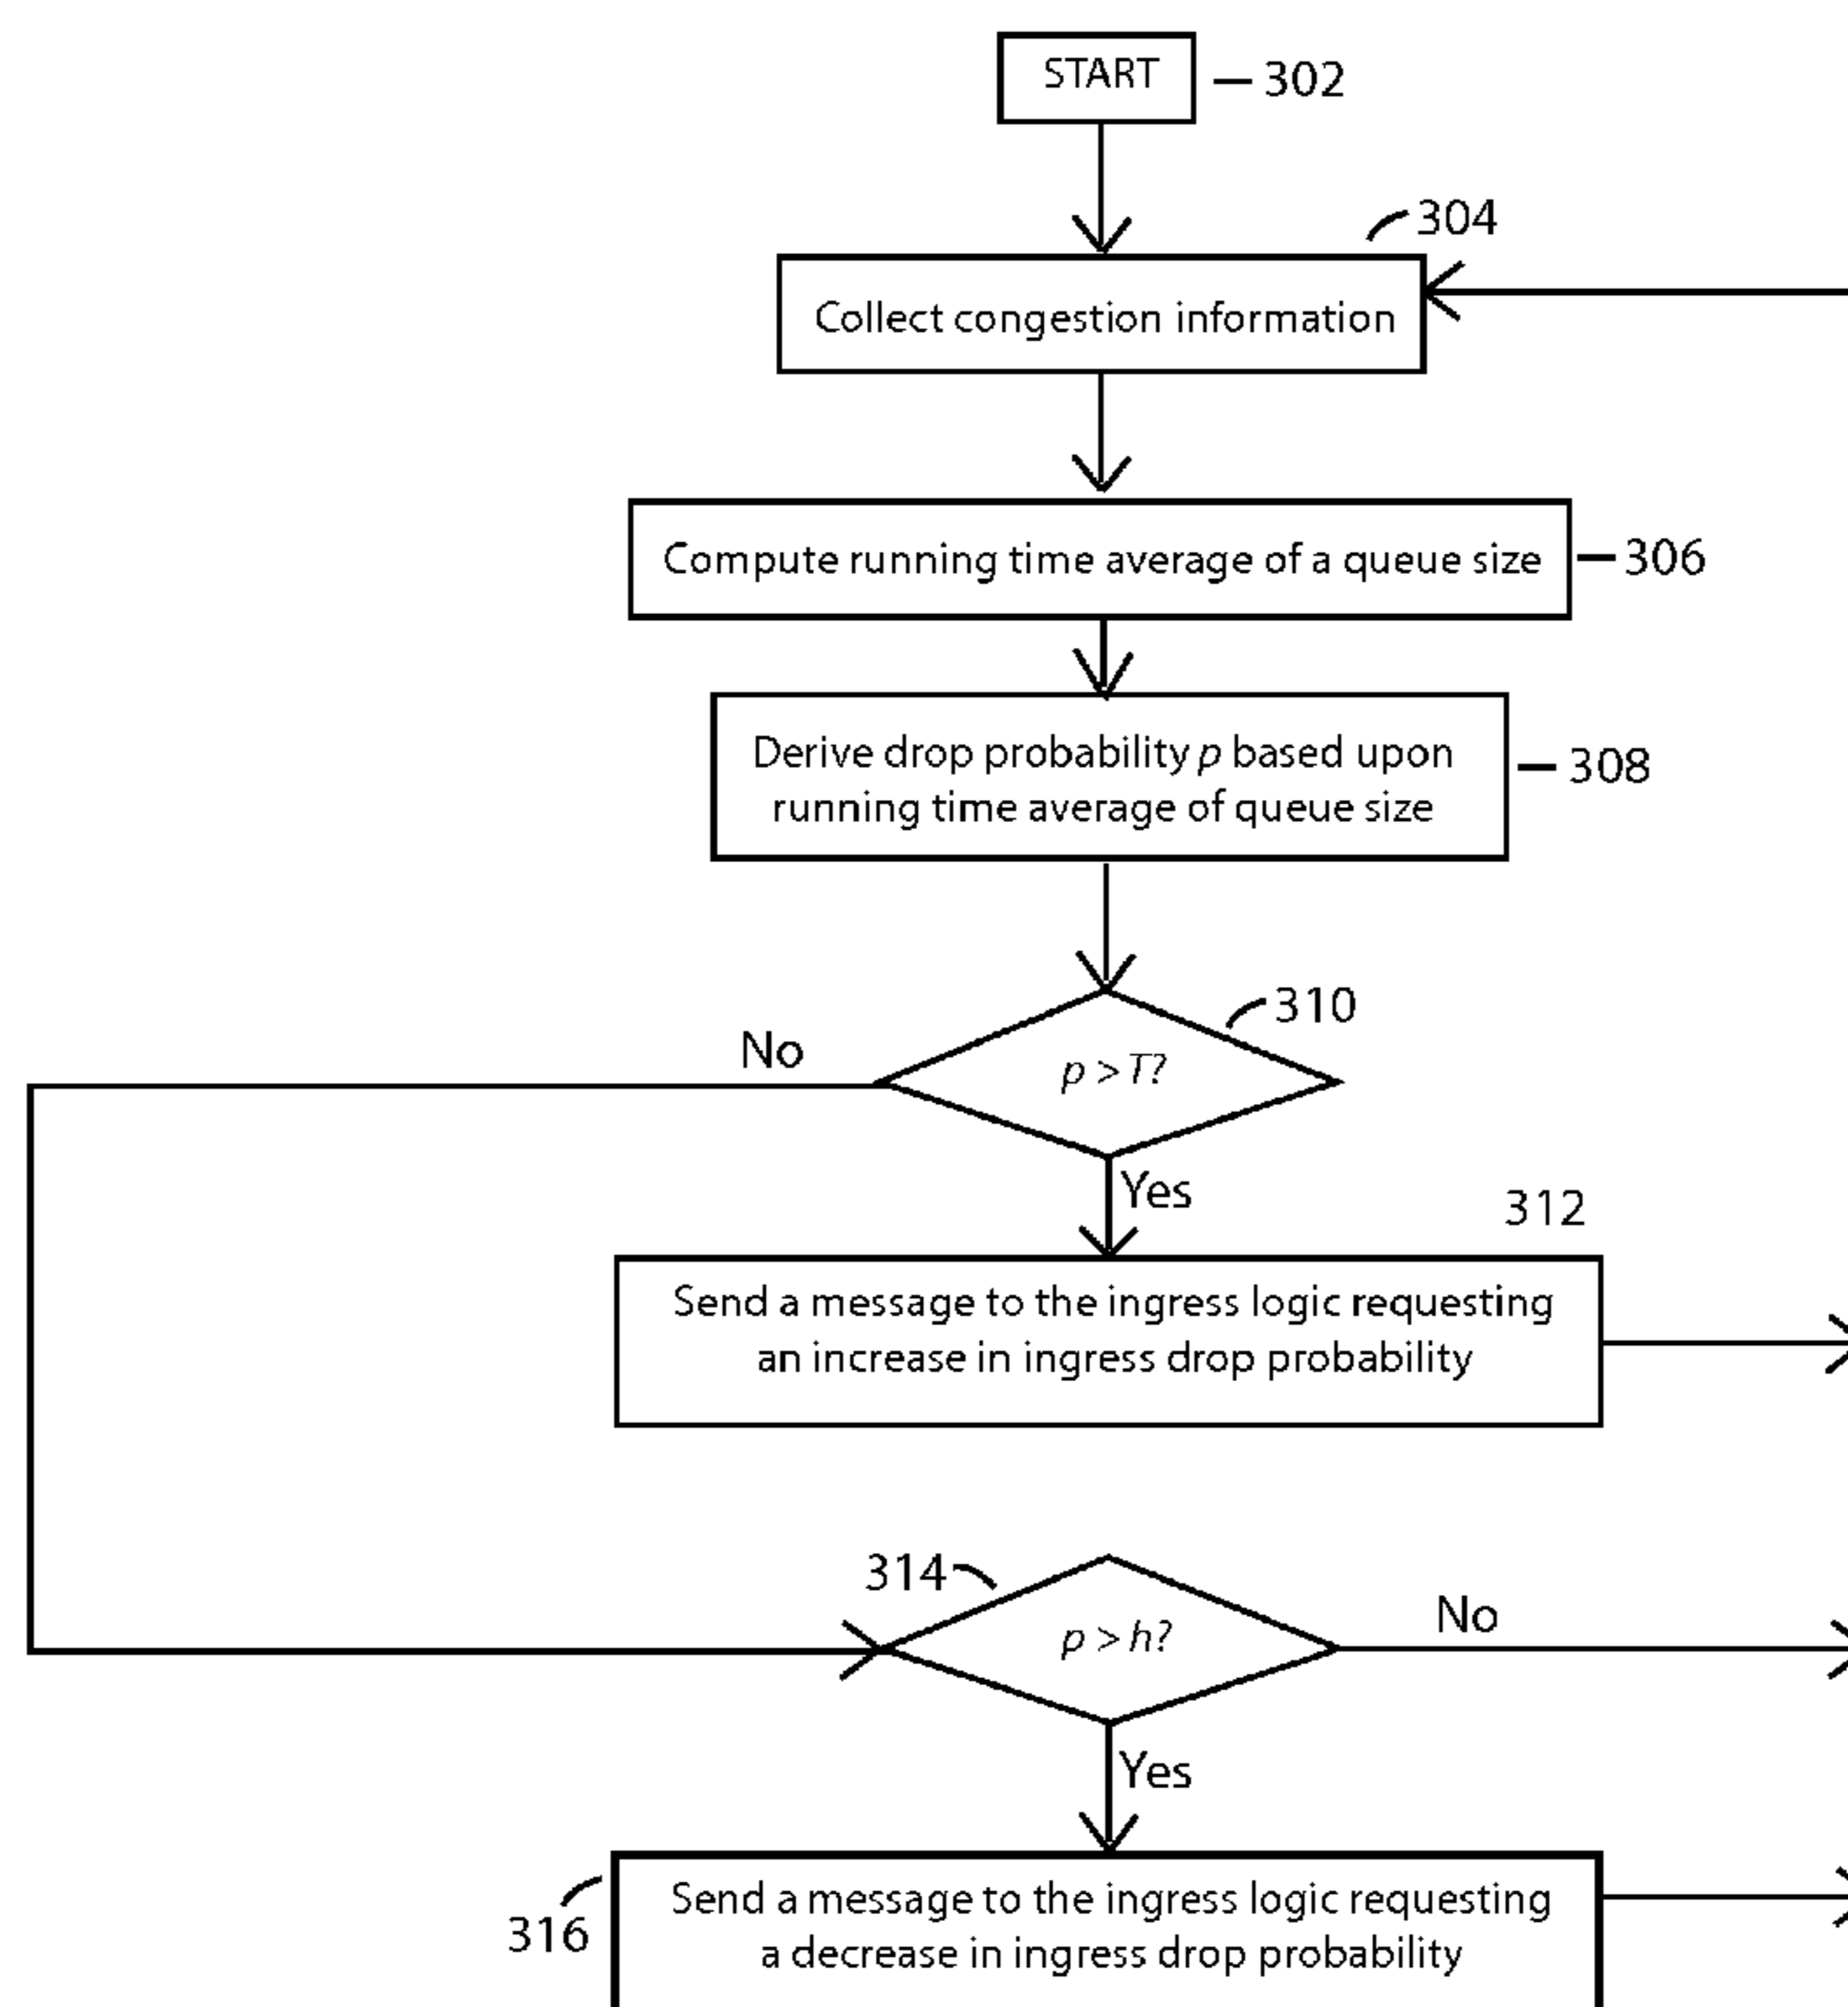 START
302
304
Collect congestion information
Compute running time average of a queue size
306
Derive drop probability p based upon
running time average of queue size
308
310
No
p > T?
Yes
312
Send a message to the ingress logic requesting
an increase in ingress drop probability
314
No
p > h?
Yes
316
Send a message to the ingress logic requesting
a decrease in ingress drop probability